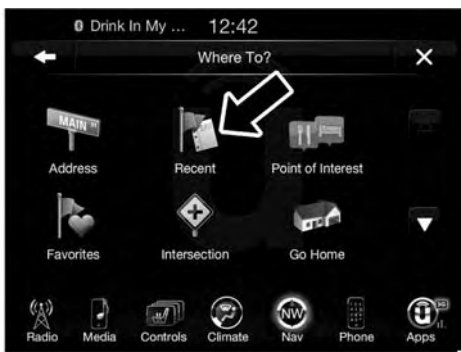 Drink In My ... 12:42
Where To?
MAIN ST
Address Recent Point of Interest
Favorites Intersection Go Home
NW
Radio Media Controls Climate Nav Phone Apps